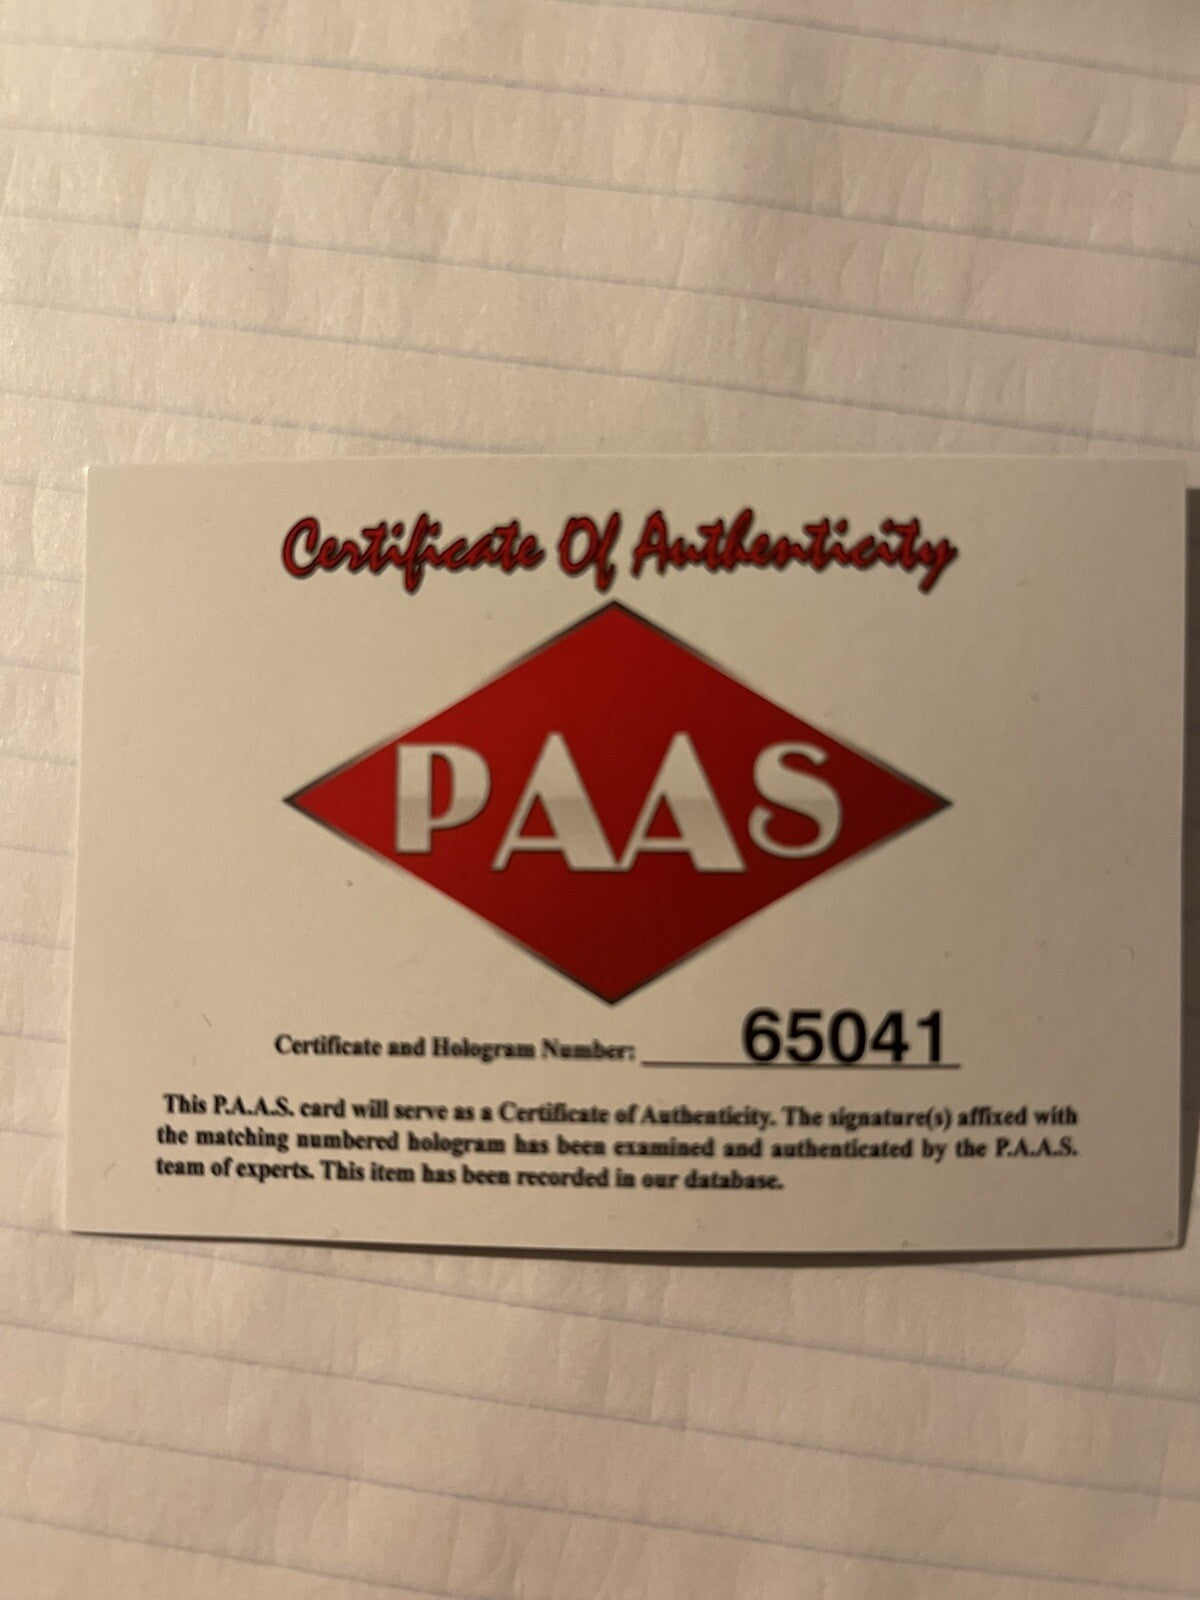 Certificate Of Authenticity
PAAS
Certificate and Hologram Number: 65041
This P.A.A.S. card will serve as a Certificate of Authenticity. The signature(s) affixed with
the matching numbered hologram has been examined and authenticated by the P.A.A.S.
team of experts. This item has been recorded in our database.